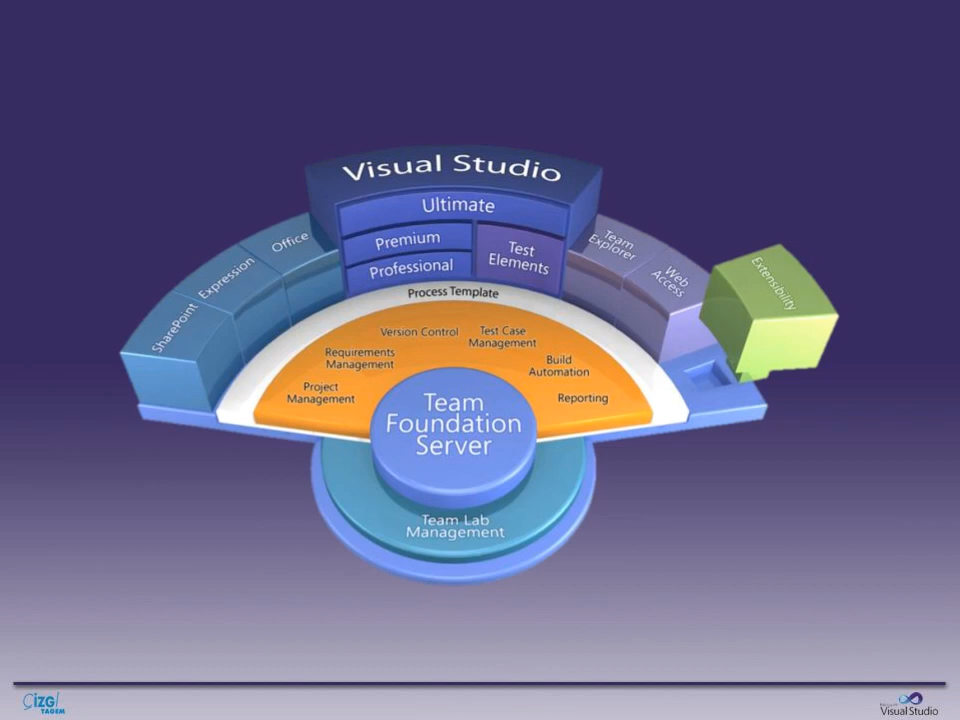 Visual Studio
Ultimate
Premium
Professional
Test
Elements
Office
Expression
SharePoint
Team
Explorer
Web
Access
Extensibility
Process Template
Version Control
Test Case
Management
Requirements
Management
Build
Automation
Project
Management
Reporting
Team
Foundation
Server
Team Lab
Management
ÇizGİ
TAGEM
Visual Studio